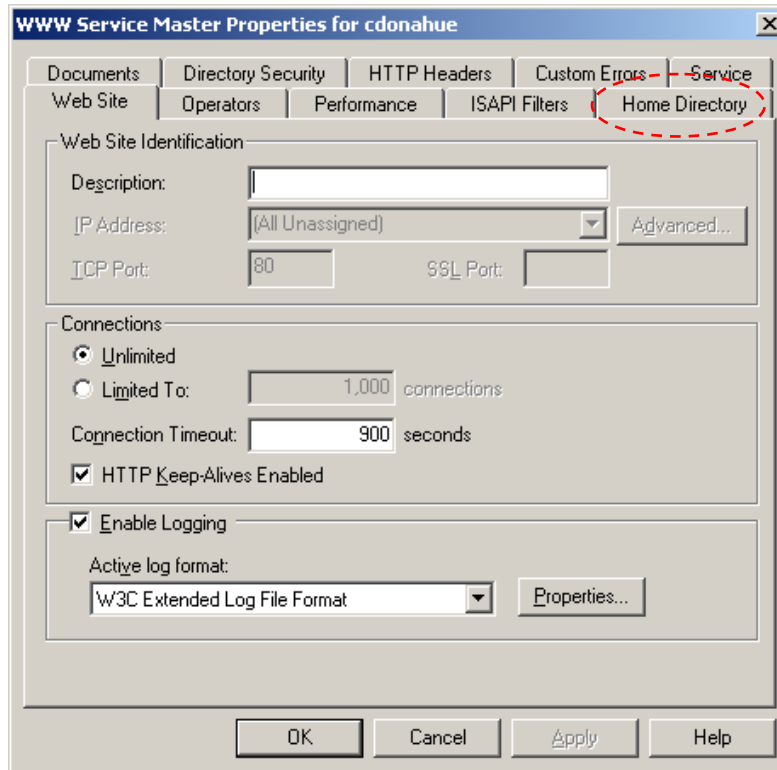 WWW Service Master Properties for cdonahue
Documents Directory Security HTTP Headers Custom Errors Service
Web Site Operators Performance ISAPI Filters Home Directory
Web Site Identification
Description:
IP Address: (All Unassigned) Advanced...
TCP Port: 80 SSL Port:
Connections
Unlimited
Limited To: 1,000 connections
Connection Timeout: 900 seconds
HTTP Keep-Alives Enabled
Enable Logging
Active log format:
W3C Extended Log File Format Properties...
OK Cancel Apply Help